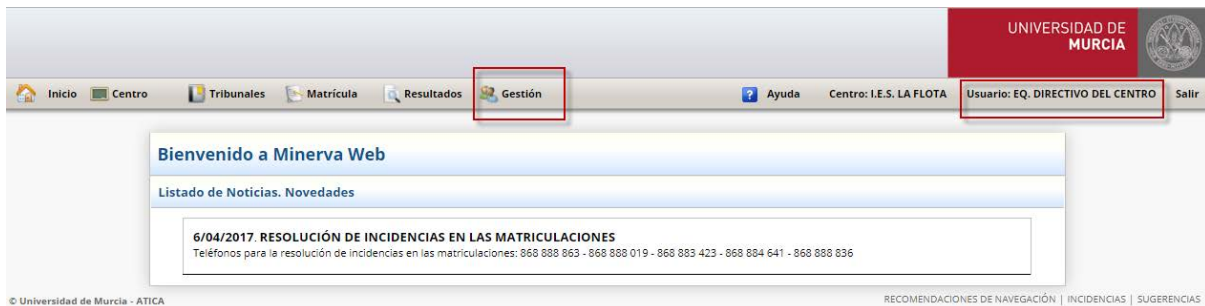 UNIVERSIDAD DE
MURCIA
Inicio Centro Tribunales Matrícula Resultados Gestión Ayuda Centro: I.E.S. LA FLOTA Usuario: EQ. DIRECTIVO DEL CENTRO Salir
Bienvenido a Minerva Web
Listado de Noticias. Novedades
6/04/2017. RESOLUCIÓN DE INCIDENCIAS EN LAS MATRICULACIONES
Teléfonos para la resolución de incidencias en las matriculaciones: 868 888 863 - 868 888 019 - 868 883 423 - 868 884 641 - 868 888 836
© Universidad de Murcia - ATICA RECOMENDACIONES DE NAVEGACIÓN | INCIDENCIAS | SUGERENCIAS